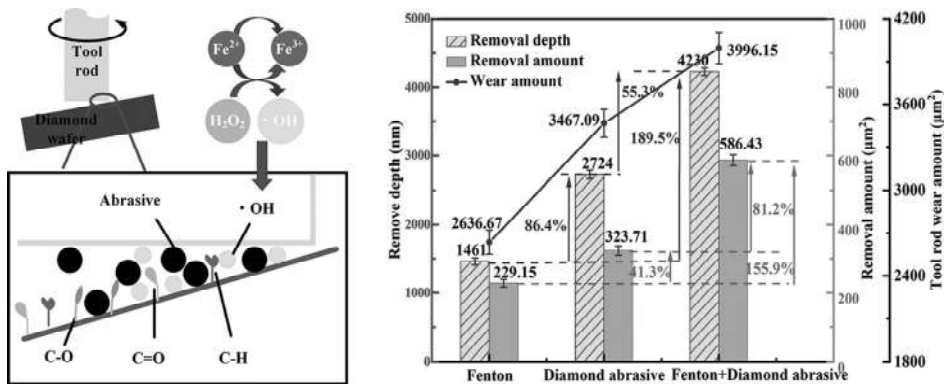 Tool
rod
Diamond
wafer
Fe2+
Fe3+
H2O2
· OH
Abrasive
· OH
C-O
C=O
C-H
Remove depth (nm)
5000
4000
3000
2000
1000
0
Removal depth
Removal amount
Wear amount
2636.67
1461
229.15
86.4%
3467.09
2724
323.71
55.3%
189.5%
41.3%
4230
3996.15
586.43
81.2%
155.9%
Fenton
Diamond abrasive
Fenton+Diamond abrasive
1000
800
600
400
200
0
Removal amount (μm²)
4200
3600
3000
2400
1800
Tool rod wear amount (μm²)